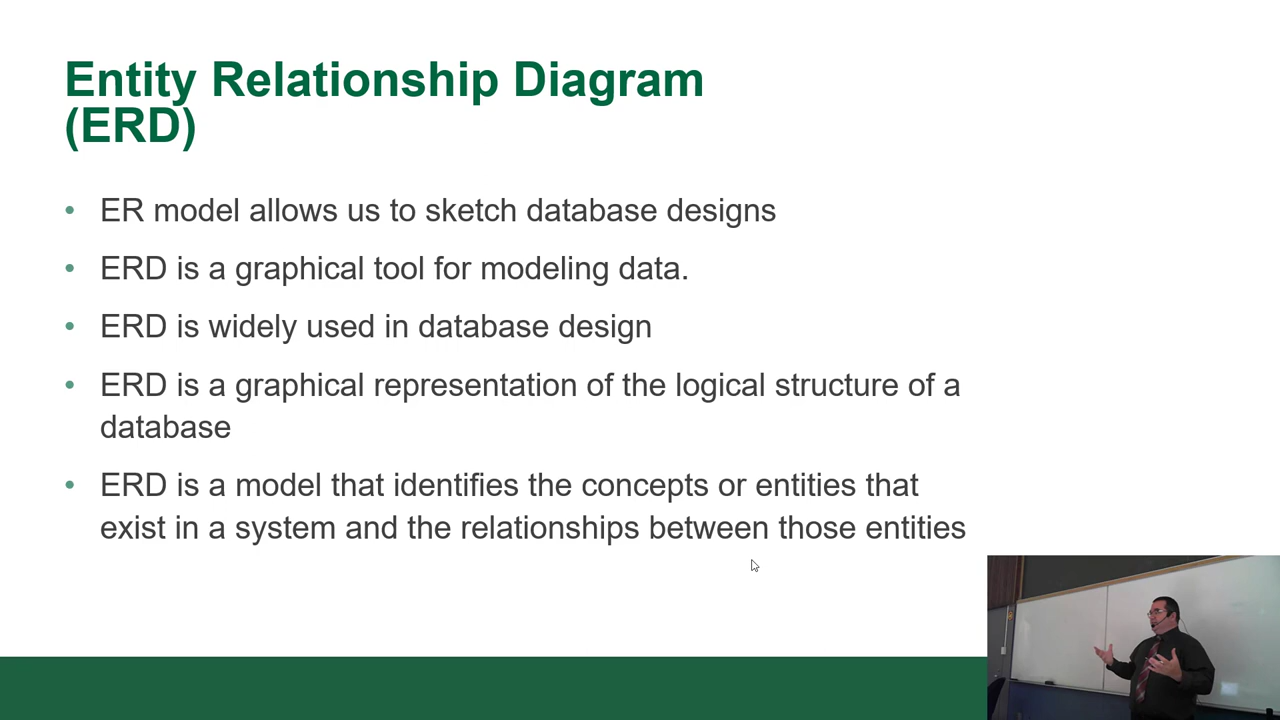 Entity Relationship Diagram
(ERD)
• ER model allows us to sketch database designs
• ERD is a graphical tool for modeling data.
• ERD is widely used in database design
• ERD is a graphical representation of the logical structure of a
database
• ERD is a model that identifies the concepts or entities that
exist in a system and the relationships between those entities